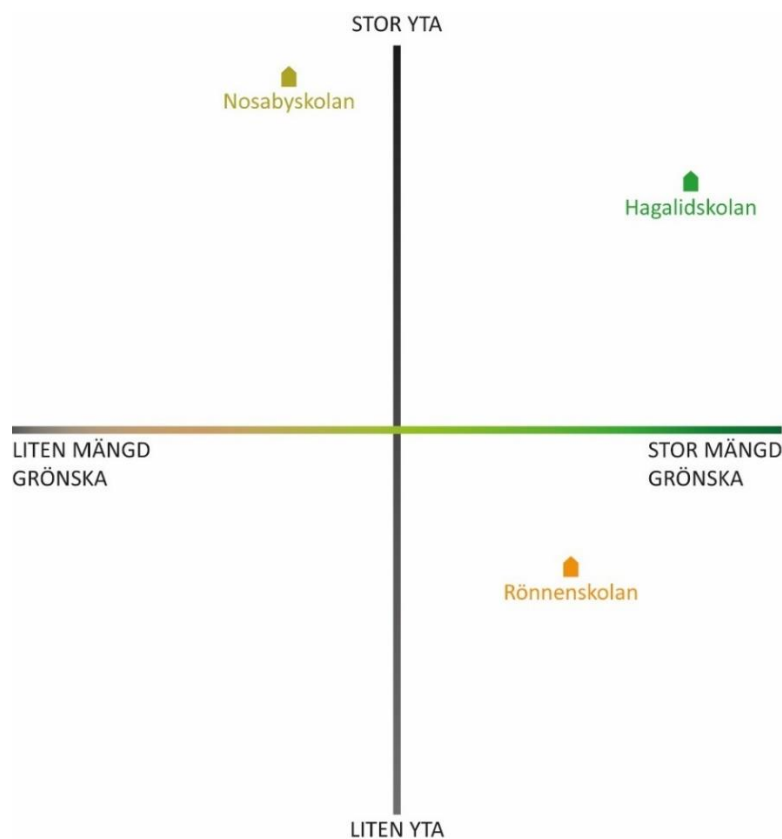 STOR YTA
Nosabyskolan
Hagalidskolan
LITEN MÄNGD
GRÖNSKA
STOR MÄNGD
GRÖNSKA
Rönnenskolan
LITEN YTA